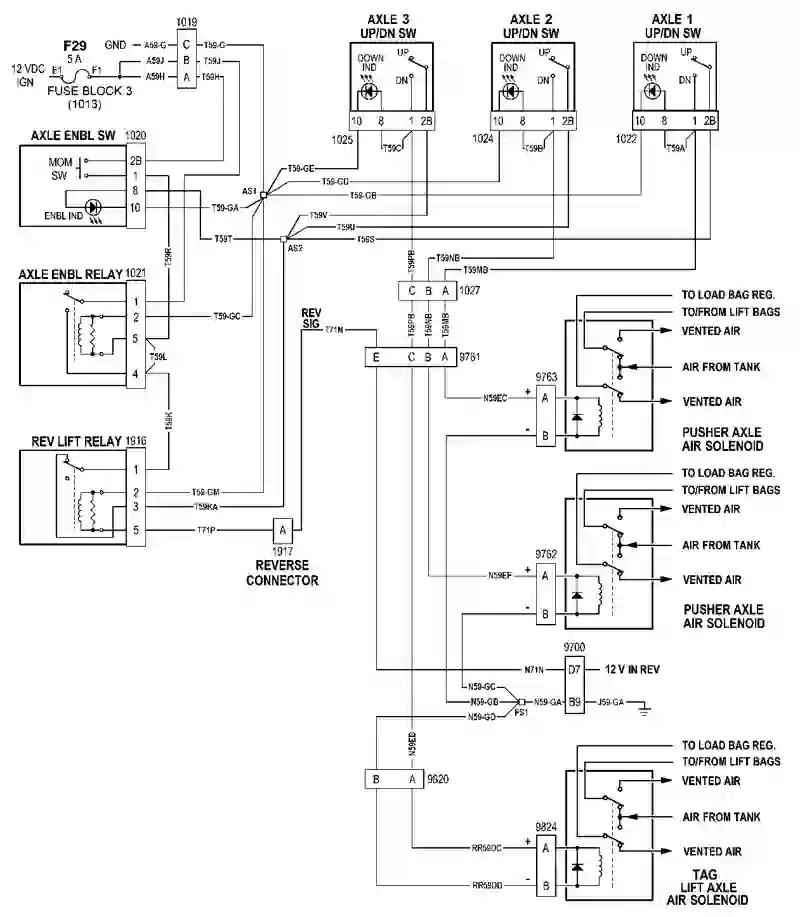 AXLE 3
UP/DN SW
AXLE 2
UP/DN SW
AXLE 1
UP/DN SW
1019
F29
5 A
GND
A59-G
C
T59-G
12 VDC
IGN
E1
F1
A59J
B
T59J
A59H
A
T59H
FUSE BLOCK 3
(1013)
DOWN
IND
UP
DN
DOWN
IND
UP
DN
DOWN
IND
UP
DN
10 8 1 2B
10 8 1 2B
10 8 1 2B
1025
T59C
1024
T59B
1022
T59A
AXLE ENBL SW
1020
MOM
SW
2B
1
8
10
ENBL IND
T59-GE
T59-GD
AS1
T59-GB
T59-GA
T59V
T59U
T59T
T59S
AS2
T59R
T59PB
T59NB
T59MB
AXLE ENBL RELAY
1021
1
2
5
4
T59-GC
T59L
T59K
C B A
1027
T59PB
T59NB
T59MB
REV
SIG
T71N
E C B A
9761
REV LIFT RELAY
1916
1
2
3
5
T59-GM
T59KA
T71P
A
1917
REVERSE
CONNECTOR
TO LOAD BAG REG.
TO/FROM LIFT BAGS
VENTED AIR
AIR FROM TANK
VENTED AIR
9763
N59EC
+
A
-
B
PUSHER AXLE
AIR SOLENOID
TO LOAD BAG REG.
TO/FROM LIFT BAGS
VENTED AIR
AIR FROM TANK
VENTED AIR
9762
N59EF
+
A
-
B
PUSHER AXLE
AIR SOLENOID
9700
N71N
D7
12 V IN REV
N59-GC
N59-GB
N59-GA
B9
J59-GA
FS1
N59-GD
N59ED
B A
9620
TO LOAD BAG REG.
TO/FROM LIFT BAGS
VENTED AIR
AIR FROM TANK
VENTED AIR
9824
RR59DC
+
A
RR59DD
-
B
TAG
LIFT AXLE
AIR SOLENOID